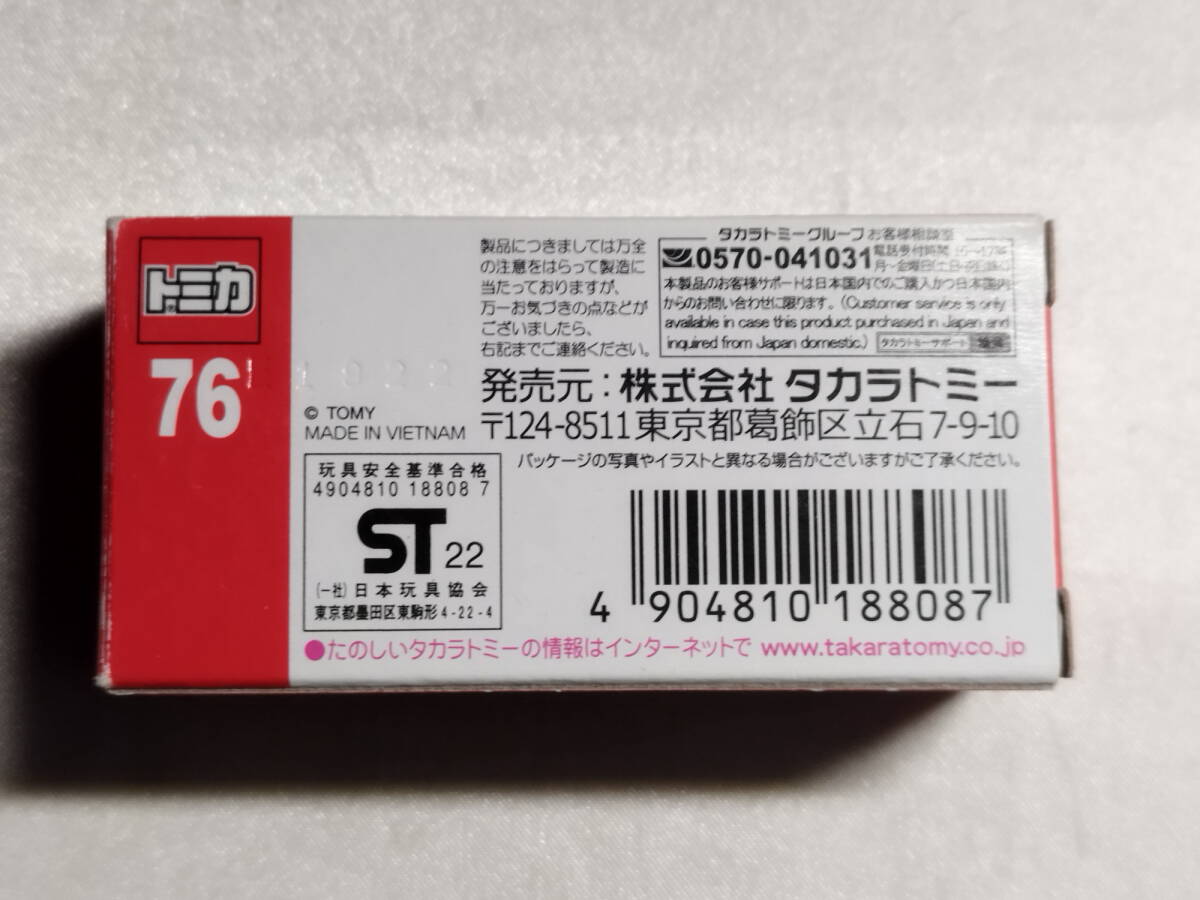 トミカ
76
1022
© TOMY
MADE IN VIETNAM
製品につきましては万全
の注意をはらって製造に
当たっておりますが、
万一お気づきの点などが
ございましたら、
右記までご連絡ください。
タカラトミーグループお客様相談室
0570-041031
電話受付時間
本製品のお客様サポートは日本国内でのご購入かつ日本国内
からのお問い合わせに限ります。(Customer service is only
available in case this product purchased in Japan and
inquired from Japan domestic.) タカラトミーサポート 検索
発売元:株式会社 タカラトミー
〒124-8511東京都葛飾区立石7-9-10
パッケージの写真やイラストと異なる場合がございますがご了承ください。
玩具安全基準合格
4904810 18808 7
ST 22
(一社)日本玩具協会
東京都墨田区東駒形4-22-4
4 904810 188087
●たのしいタカラトミーの情報はインターネットで www.takaratomy.co.jp